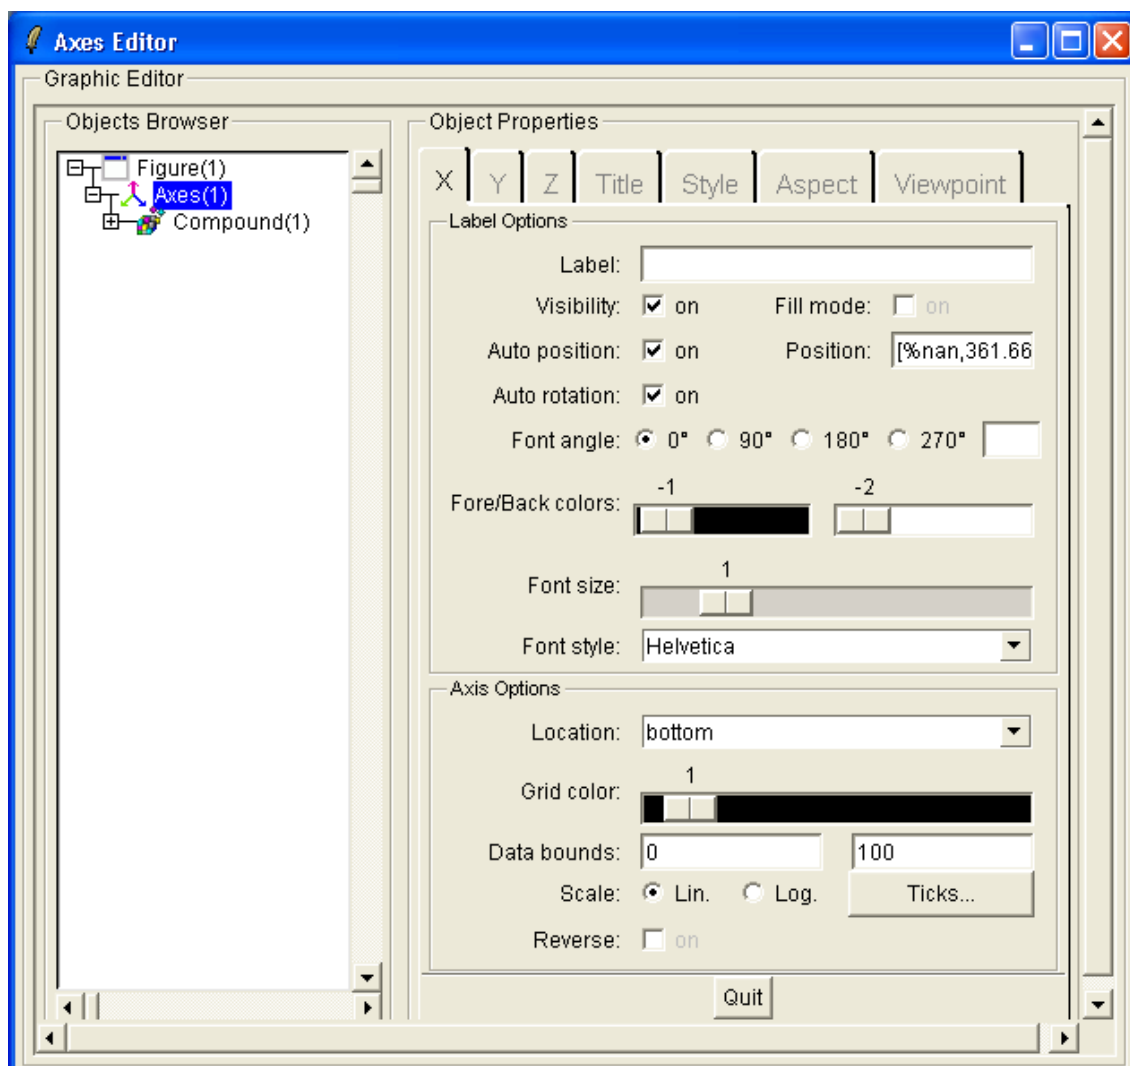 Axes Editor
Graphic Editor
Objects Browser
Figure(1)
Axes(1)
Compound(1)
Object Properties
X Y Z Title Style Aspect Viewpoint
Label Options
Label:
Visibility: on Fill mode: on
Auto position: on Position: [%nan,361.66
Auto rotation: on
Font angle: 0° 90° 180° 270°
-1 -2
Fore/Back colors:
1
Font size:
Font style: Helvetica
Axis Options
Location: bottom
1
Grid color:
Data bounds: 0 100
Scale: Lin. Log. Ticks...
Reverse: on
Quit